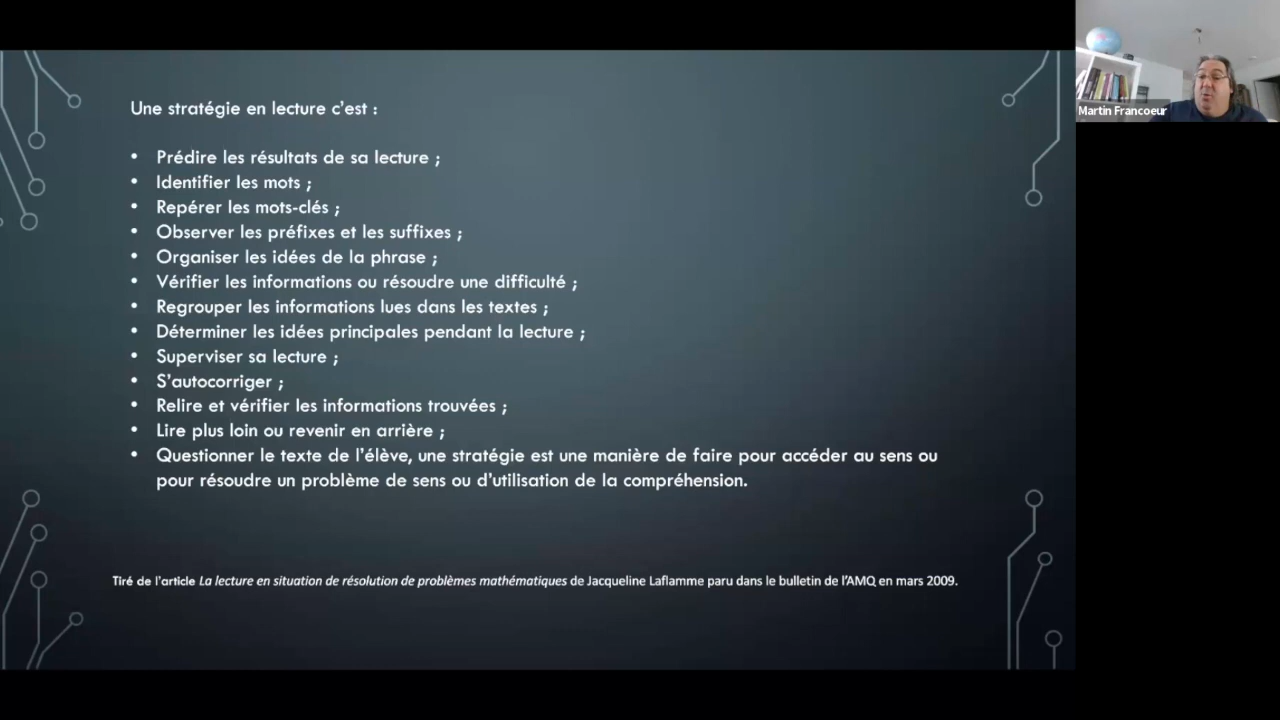 Une stratégie en lecture c'est :
• Prédire les résultats de sa lecture ;
• Identifier les mots ;
• Repérer les mots-clés ;
• Observer les préfixes et les suffixes ;
• Organiser les idées de la phrase ;
• Vérifier les informations ou résoudre une difficulté ;
• Regrouper les informations lues dans les textes ;
• Déterminer les idées principales pendant la lecture ;
• Superviser sa lecture ;
• S'autocorriger ;
• Relire et vérifier les informations trouvées ;
• Lire plus loin ou revenir en arrière ;
• Questionner le texte de l'élève, une stratégie est une manière de faire pour accéder au sens ou
pour résoudre un problème de sens ou d'utilisation de la compréhension.
Tiré de l'article La lecture en situation de résolution de problèmes mathématiques de Jacqueline Laflamme paru dans le bulletin de l'AMQ en mars 2009.
Martin Francoeur